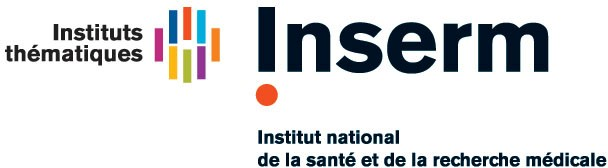 Instituts
thématiques
Inserm
Institut national
de la santé et de la recherche médicale